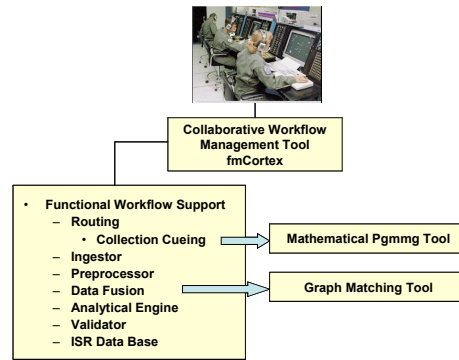 Collaborative Workflow
Management Tool
fmCortex
• Functional Workflow Support
– Routing
• Collection Cueing
– Ingestor
– Preprocessor
– Data Fusion
– Analytical Engine
– Validator
– ISR Data Base
Mathematical Pgmmg Tool
Graph Matching Tool